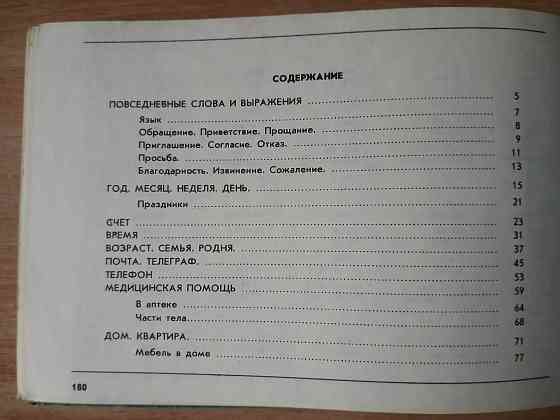 СОДЕРЖАНИЕ
ПОВСЕДНЕВНЫЕ СЛОВА И ВЫРАЖЕНИЯ 5
Язык 7
Обращение. Приветствие. Прощание. 8
Приглашение. Согласие. Отказ. 9
Просьба. 11
Благодарность. Извинение. Сожаление. 13
ГОД. МЕСЯЦ. НЕДЕЛЯ. ДЕНЬ. 15
Праздники 21
СЧЕТ 23
ВРЕМЯ 31
ВОЗРАСТ. СЕМЬЯ. РОДНЯ. 37
ПОЧТА. ТЕЛЕГРАФ. 45
ТЕЛЕФОН 53
МЕДИЦИНСКАЯ ПОМОЩЬ 59
В аптеке 64
Части тела 68
ДОМ. КВАРТИРА. 71
Мебель в доме 77
160